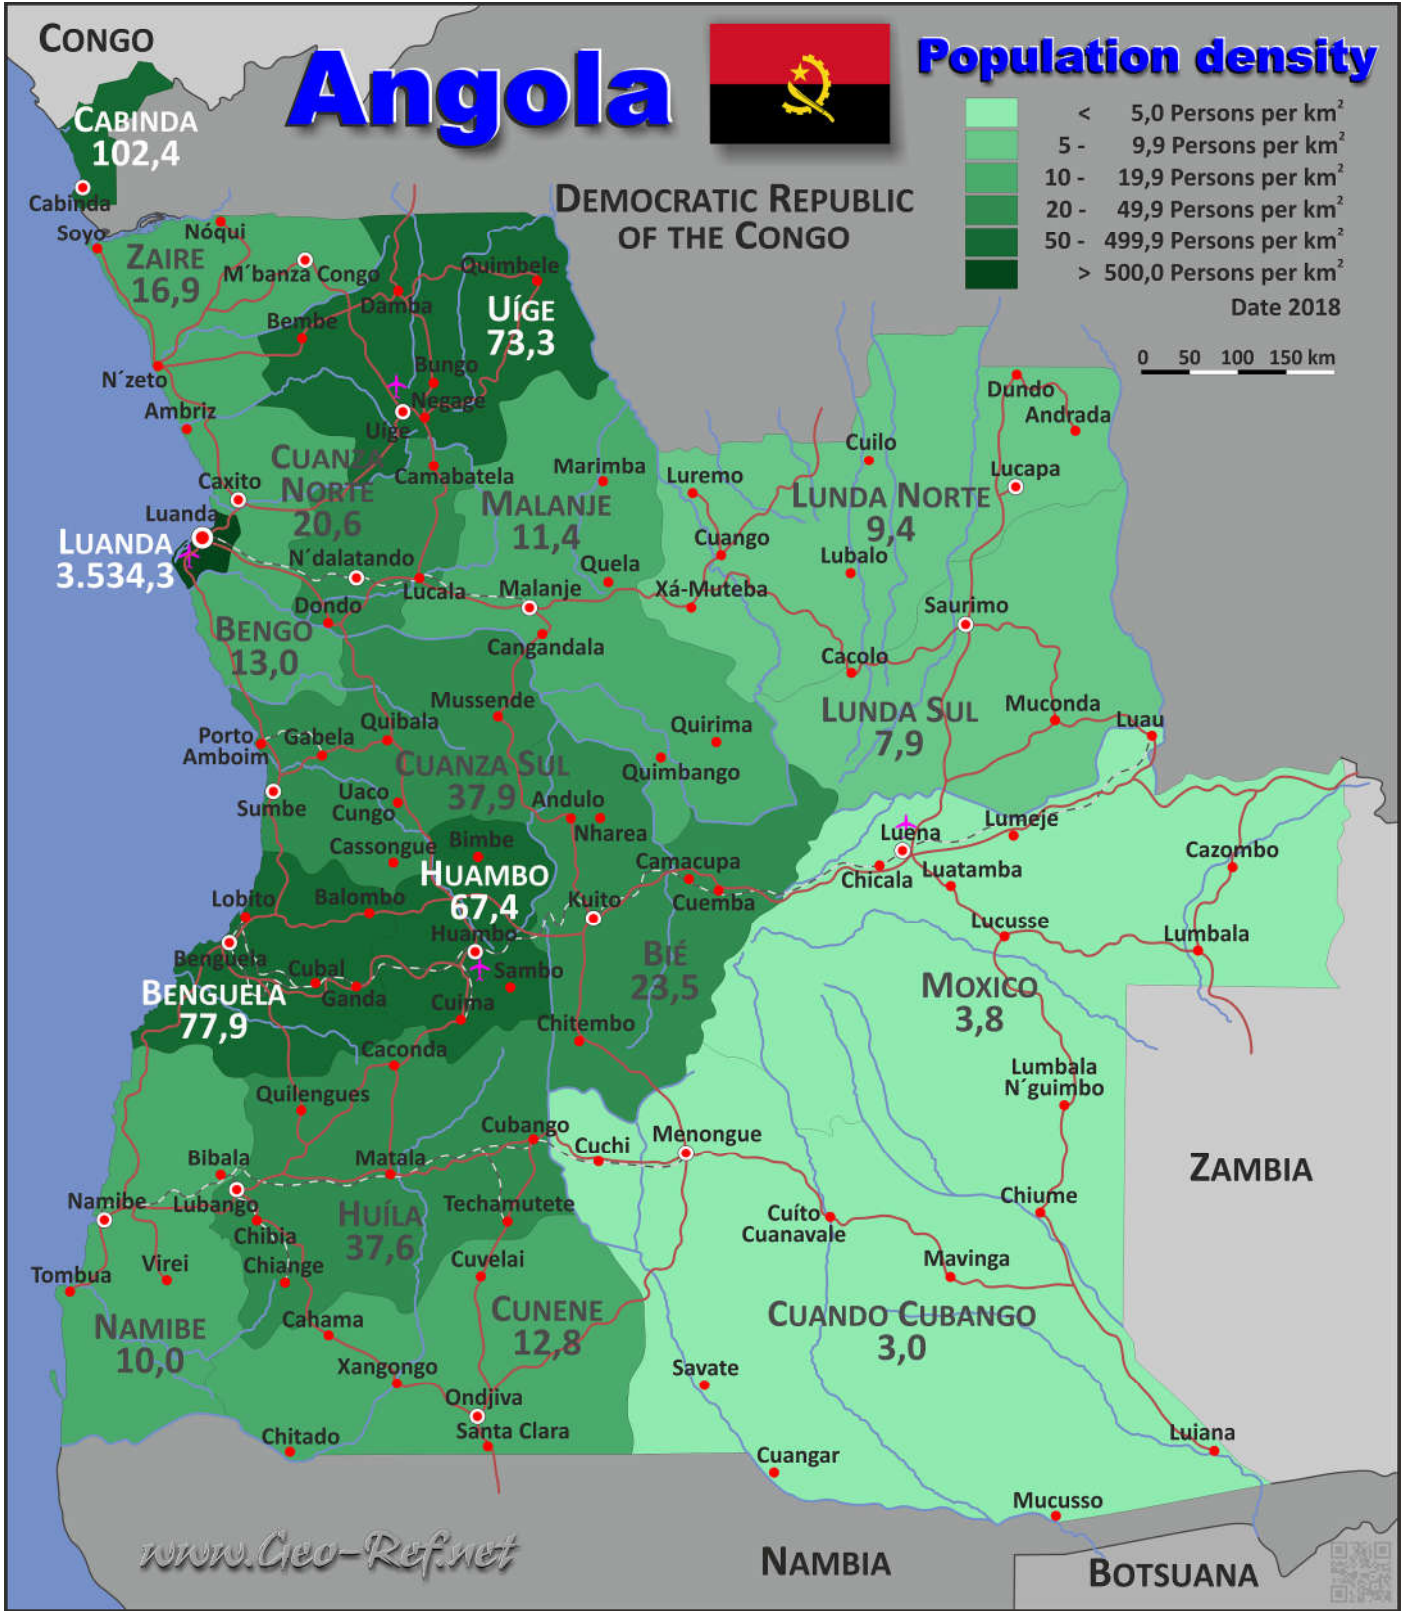 CONGO
Angola
Population density
< 5,0 Persons per km²
5 - 9,9 Persons per km²
10 - 19,9 Persons per km²
20 - 49,9 Persons per km²
50 - 499,9 Persons per km²
> 500,0 Persons per km²
Date 2018
0 50 100 150 km
CABINDA
102,4
Cabinda
DEMOCRATIC REPUBLIC
OF THE CONGO
Soyo
Nóqui
ZAIRE
16,9
M´banza Congo
Quimbele
Damba
UÍGE
73,3
Bembe
N´zeto
Bungo
Negage
Ambriz
Uige
Dundo
Andrada
Cuilo
CUANZA
NORTE
20,6
Camabatela
Marimba
Luremo
Lucapa
Caxito
MALANJE
11,4
LUNDA NORTE
9,4
Luanda
LUANDA
3.534,3
Cuango
Lubalo
N´dalatando
Quela
Lucala
Malanje
Xá-Muteba
Dondo
Saurimo
BENGO
13,0
Cangandala
Cacolo
Mussende
LUNDA SUL
7,9
Muconda
Luau
Porto
Amboim
Gabela
Quibala
Quirima
CUANZA SUL
37,9
Quimbango
Uaco
Cungo
Andulo
Sumbe
Nharea
Luena
Lumeje
Cassongue
Bimbe
Camacupa
Cazombo
HUAMBO
67,4
Chicala
Luatamba
Lobito
Balombo
Kuito
Cuemba
Lucusse
Lumbala
Huambo
Benguela
Cubal
Ganda
Sambo
BIÉ
23,5
MOXICO
3,8
BENGUELA
77,9
Cuima
Chitembo
Caconda
Lumbala
N´guimbo
Quilengues
Cubango
Cuchi
Menongue
Bibala
Matala
ZAMBIA
Namibe
Lubango
Techamutete
Chiume
HUÍLA
37,6
Cuíto
Cuanavale
Chibia
Virei
Chiange
Cuvelai
Mavinga
Tombua
NAMIBE
10,0
Cahama
CUNENE
12,8
CUANDO CUBANGO
3,0
Xangongo
Savate
Ondjiva
Santa Clara
Chitado
Cuangar
Luiana
Mucusso
www.Geo-Ref.net
NAMBIA
BOTSUANA